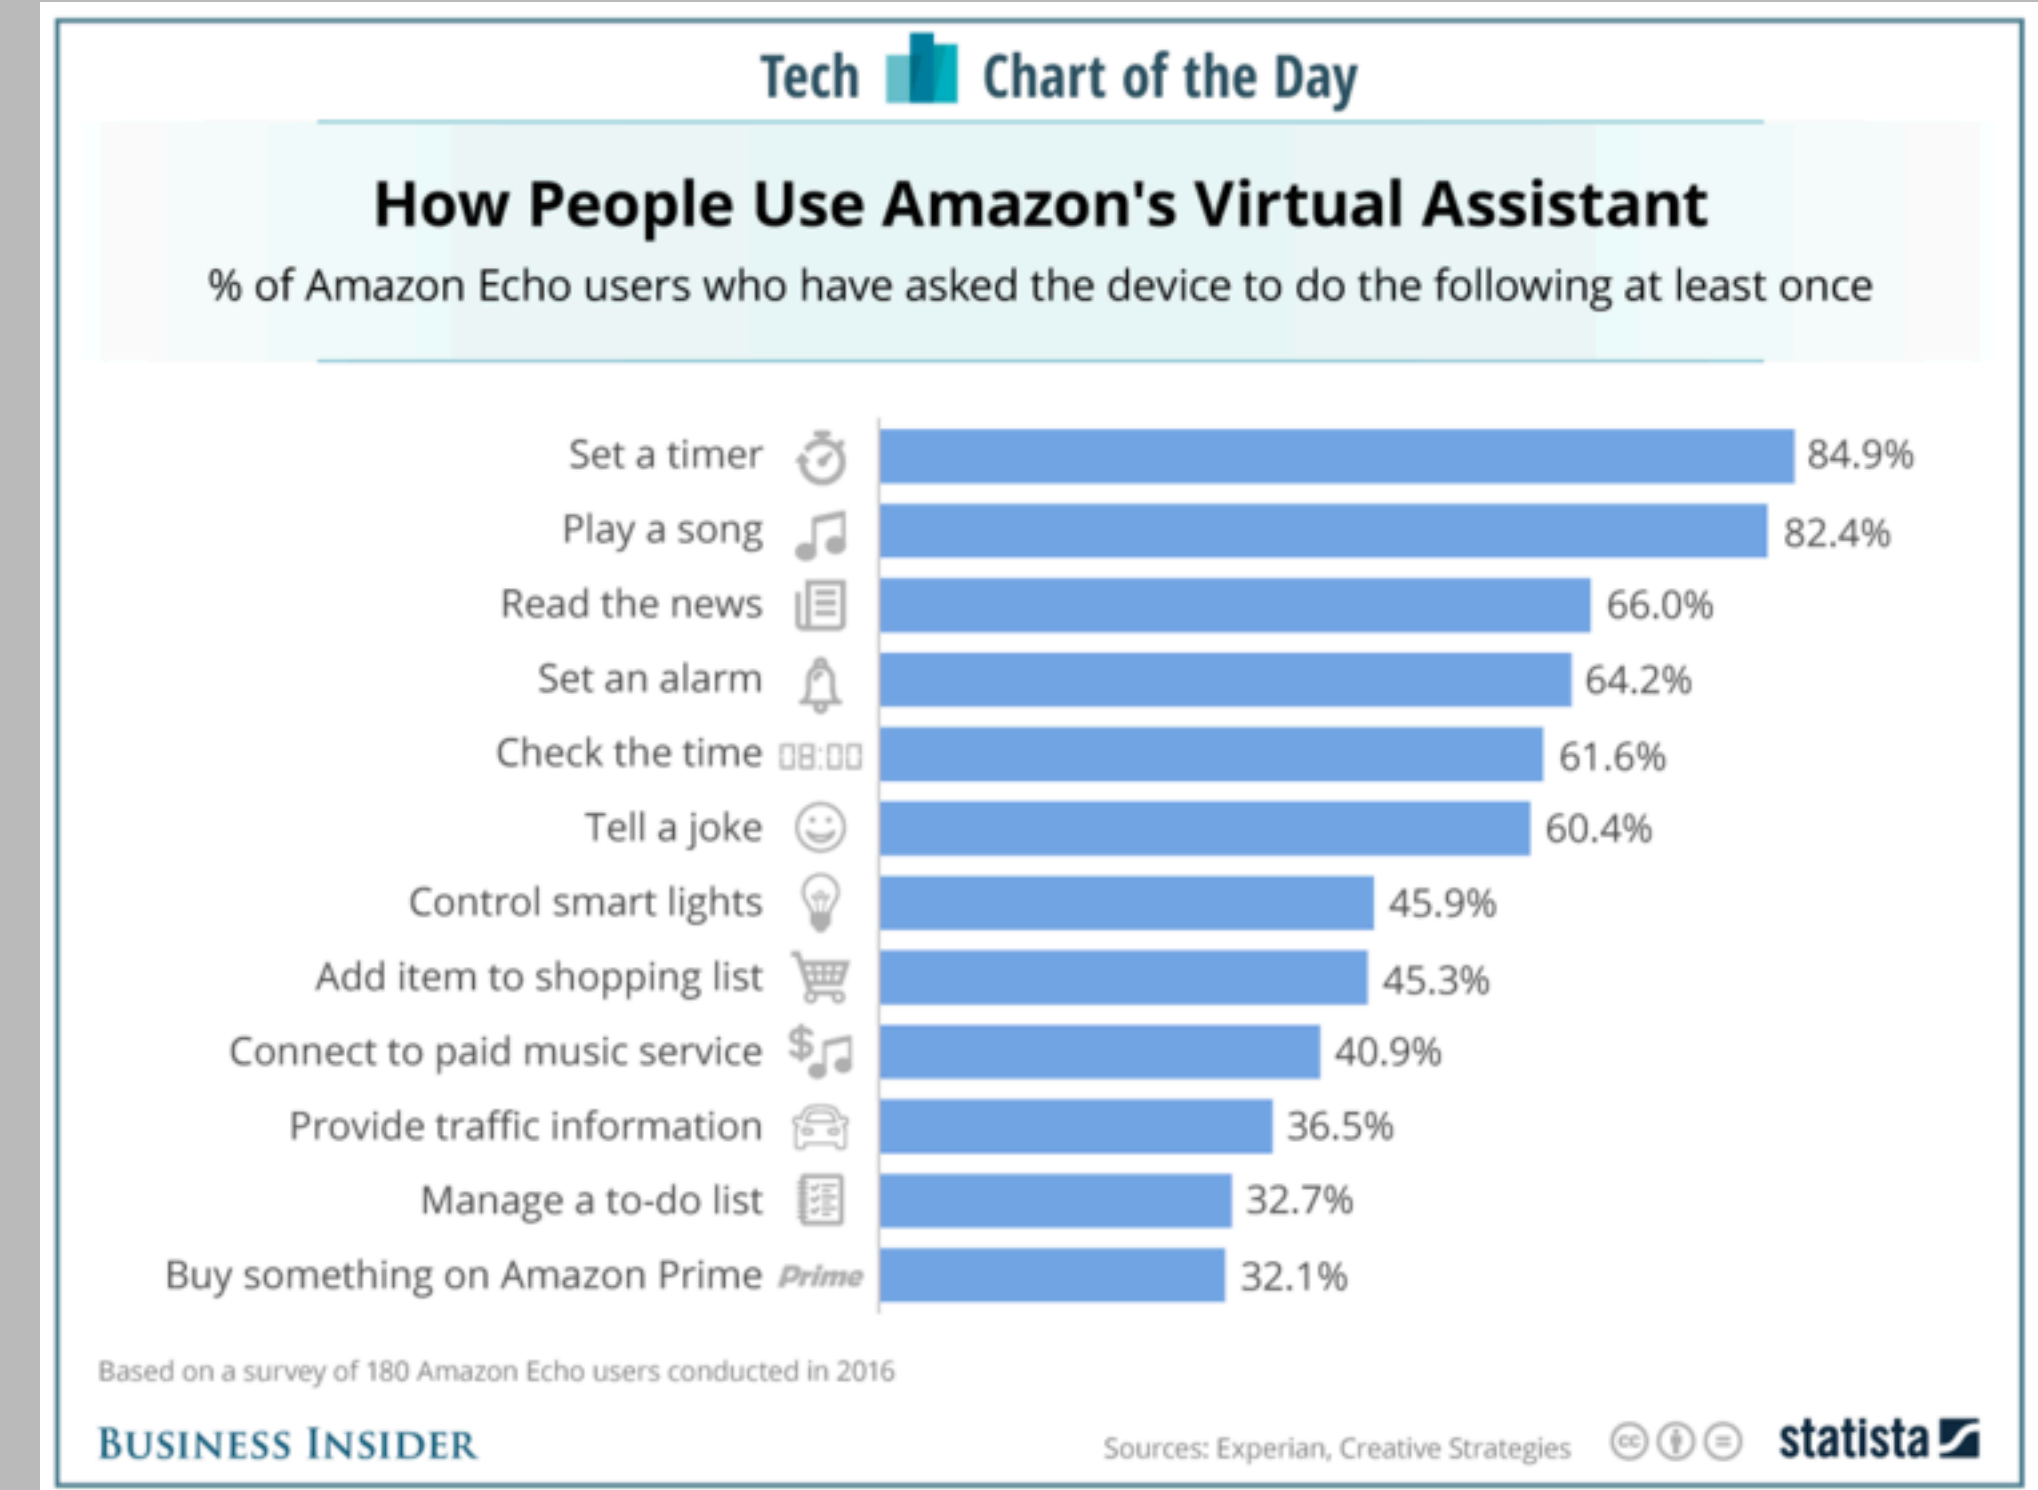 Tech Chart of the Day
How People Use Amazon's Virtual Assistant
% of Amazon Echo users who have asked the device to do the following at least once
Set a timer 84.9%
Play a song 82.4%
Read the news 66.0%
Set an alarm 64.2%
Check the time 08:00 61.6%
Tell a joke 60.4%
Control smart lights 45.9%
Add item to shopping list 45.3%
Connect to paid music service $ 40.9%
Provide traffic information 36.5%
Manage a to-do list 32.7%
Buy something on Amazon Prime Prime 32.1%
Based on a survey of 180 Amazon Echo users conducted in 2016
BUSINESS INSIDER Sources: Experian, Creative Strategies cc statista